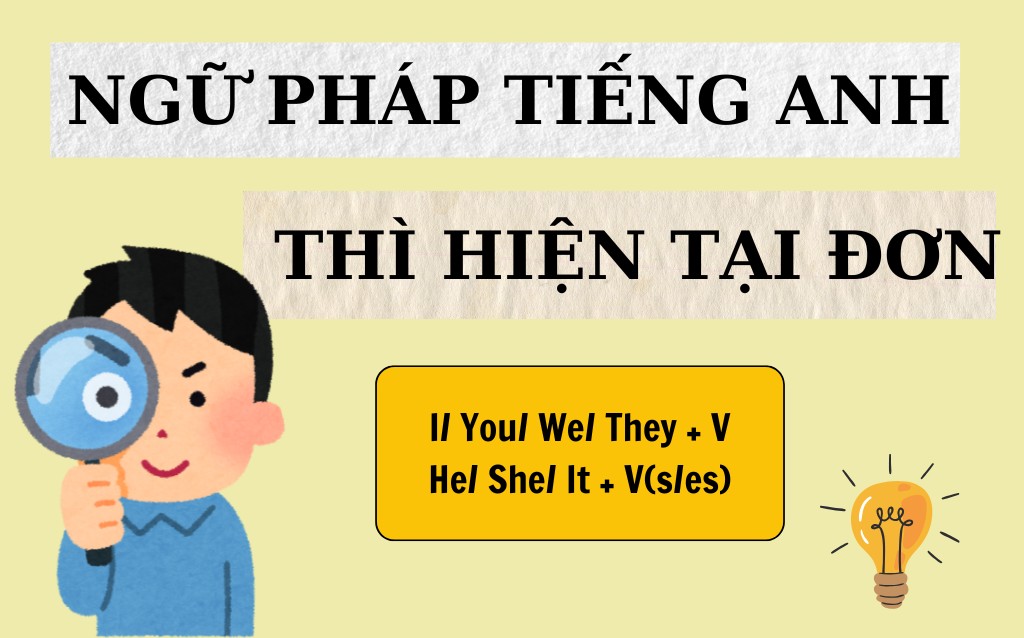 NGỮ PHÁP TIẾNG ANH
THÌ HIỆN TẠI ĐƠN
I/ You/ We/ They + V
He/ She/ It + V(s/es)